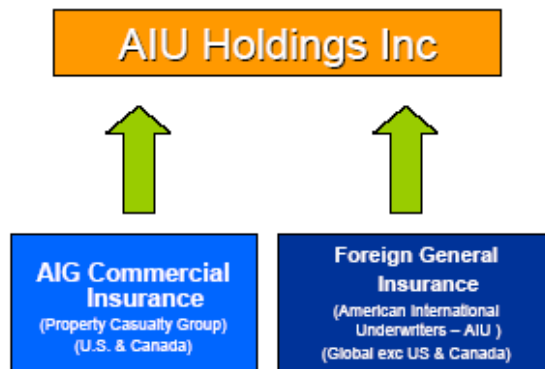 AIU Holdings Inc
AIG Commercial
Insurance
(Property Casualty Group)
(U.S. & Canada)
Foreign General
Insurance
(American International
Underwriters – AIU )
(Global exc US & Canada)